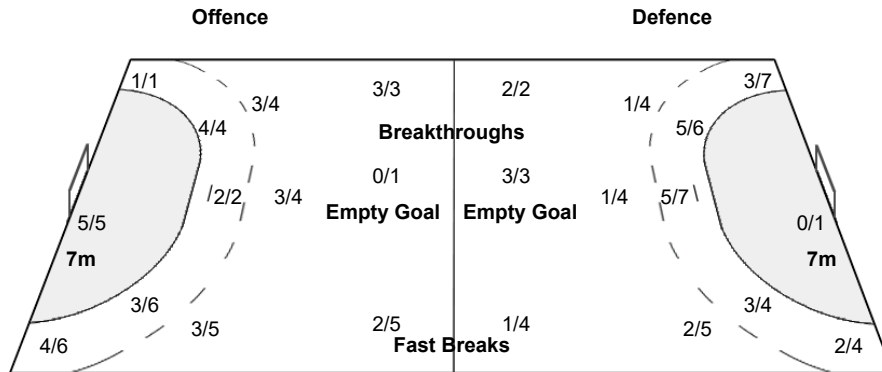 Offence Defence
1/1 3/7
3/4 3/3 2/2 1/4
4/4 5/6
Breakthroughs
0/1 3/3
2/2 3/4 1/4 5/7
Empty Goal Empty Goal
5/5 0/1
7m 7m
3/6 3/4
3/5 2/5 1/4 2/5
4/6 2/4
Fast Breaks